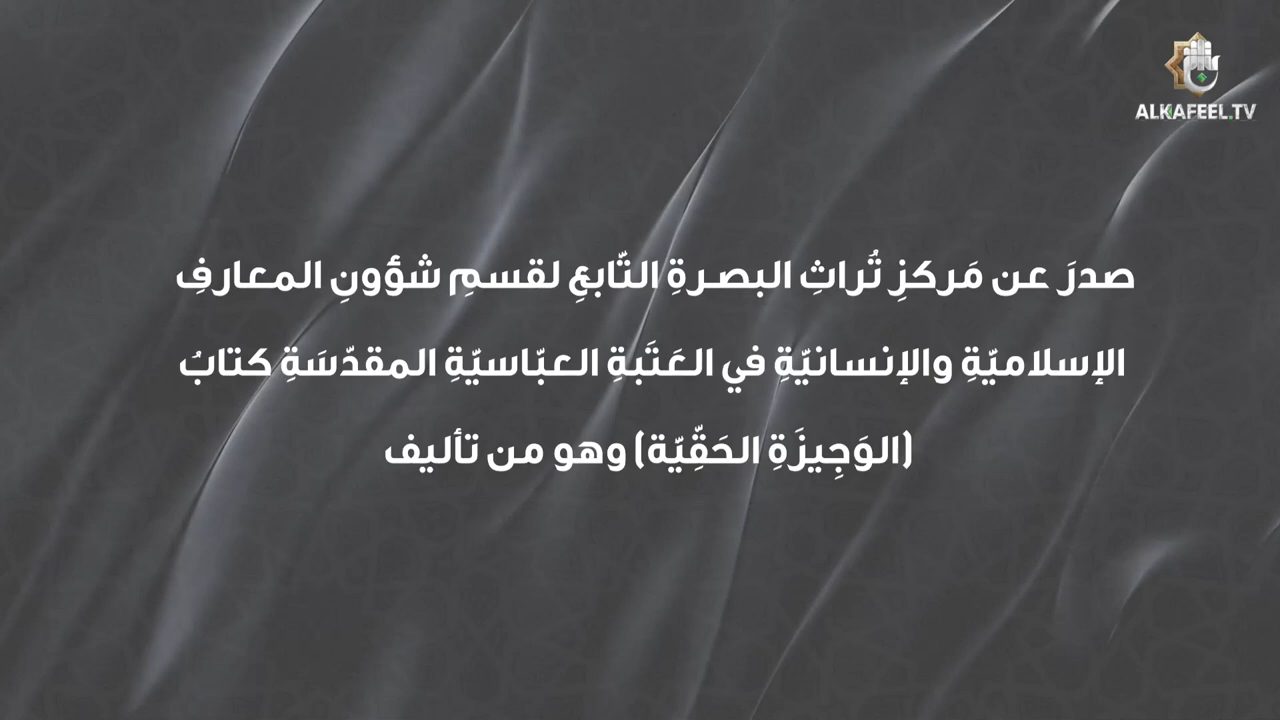 ALKAFEEL.TV
صدرَ عن مَركزِ تُراثِ البصرةِ التّابعِ لقسمِ شؤونِ المعارفِ
الإسلاميّةِ والإنسانيّةِ في العَتَبةِ العبّاسيّةِ المقدّسَةِ كتابُ
(الوَجِيزَةِ الحَقِّيّة) وهو من تأليف